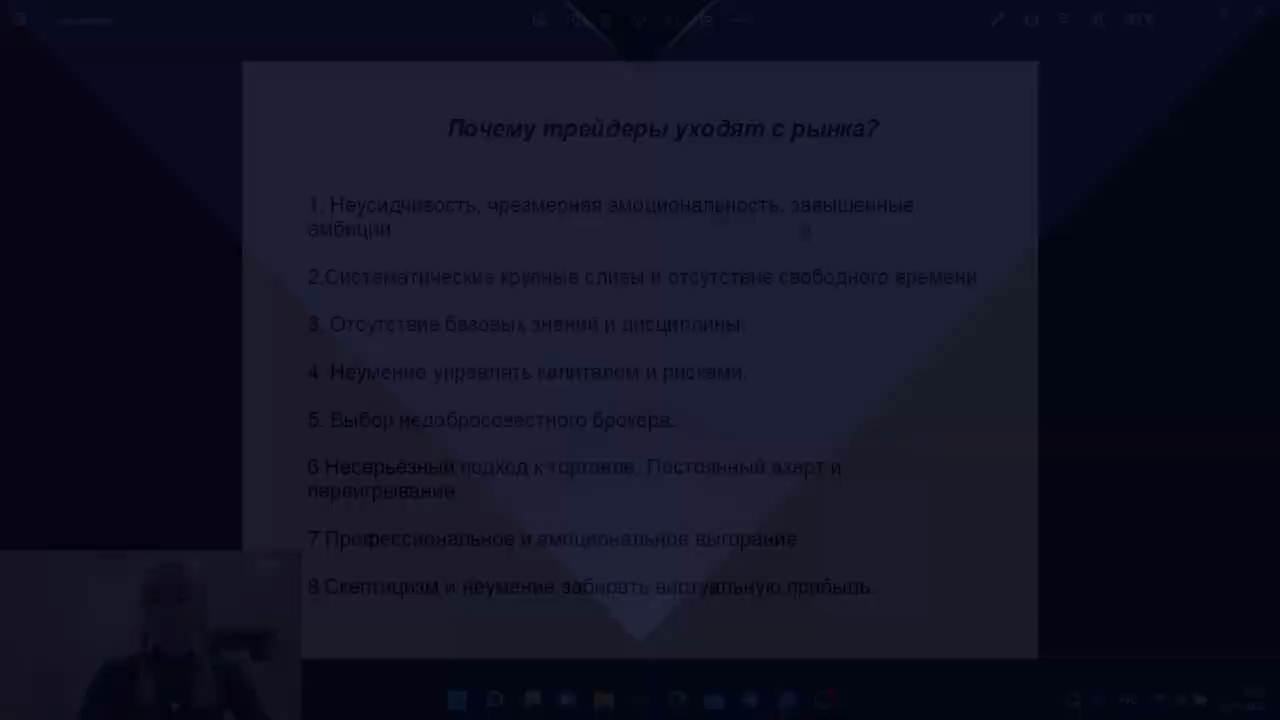 Почему трейдеры уходят с рынка?
1. Неусидчивость, чрезмерная эмоциональность, завышенные
амбиции
2.Систематические крупные сливы и отсутствие свободного времени
3. Отсутствие базовых знаний и дисциплины.
4. Неумение управлять капиталом и рисками.
5. Выбор недобросовестного брокера.
6 Несерьёзный подход к торговле. Постоянный азарт и
переигрывание
7 Профессиональное и эмоциональное выгорание
8 Скептицизм и неумение забирать виртуальную прибыль.